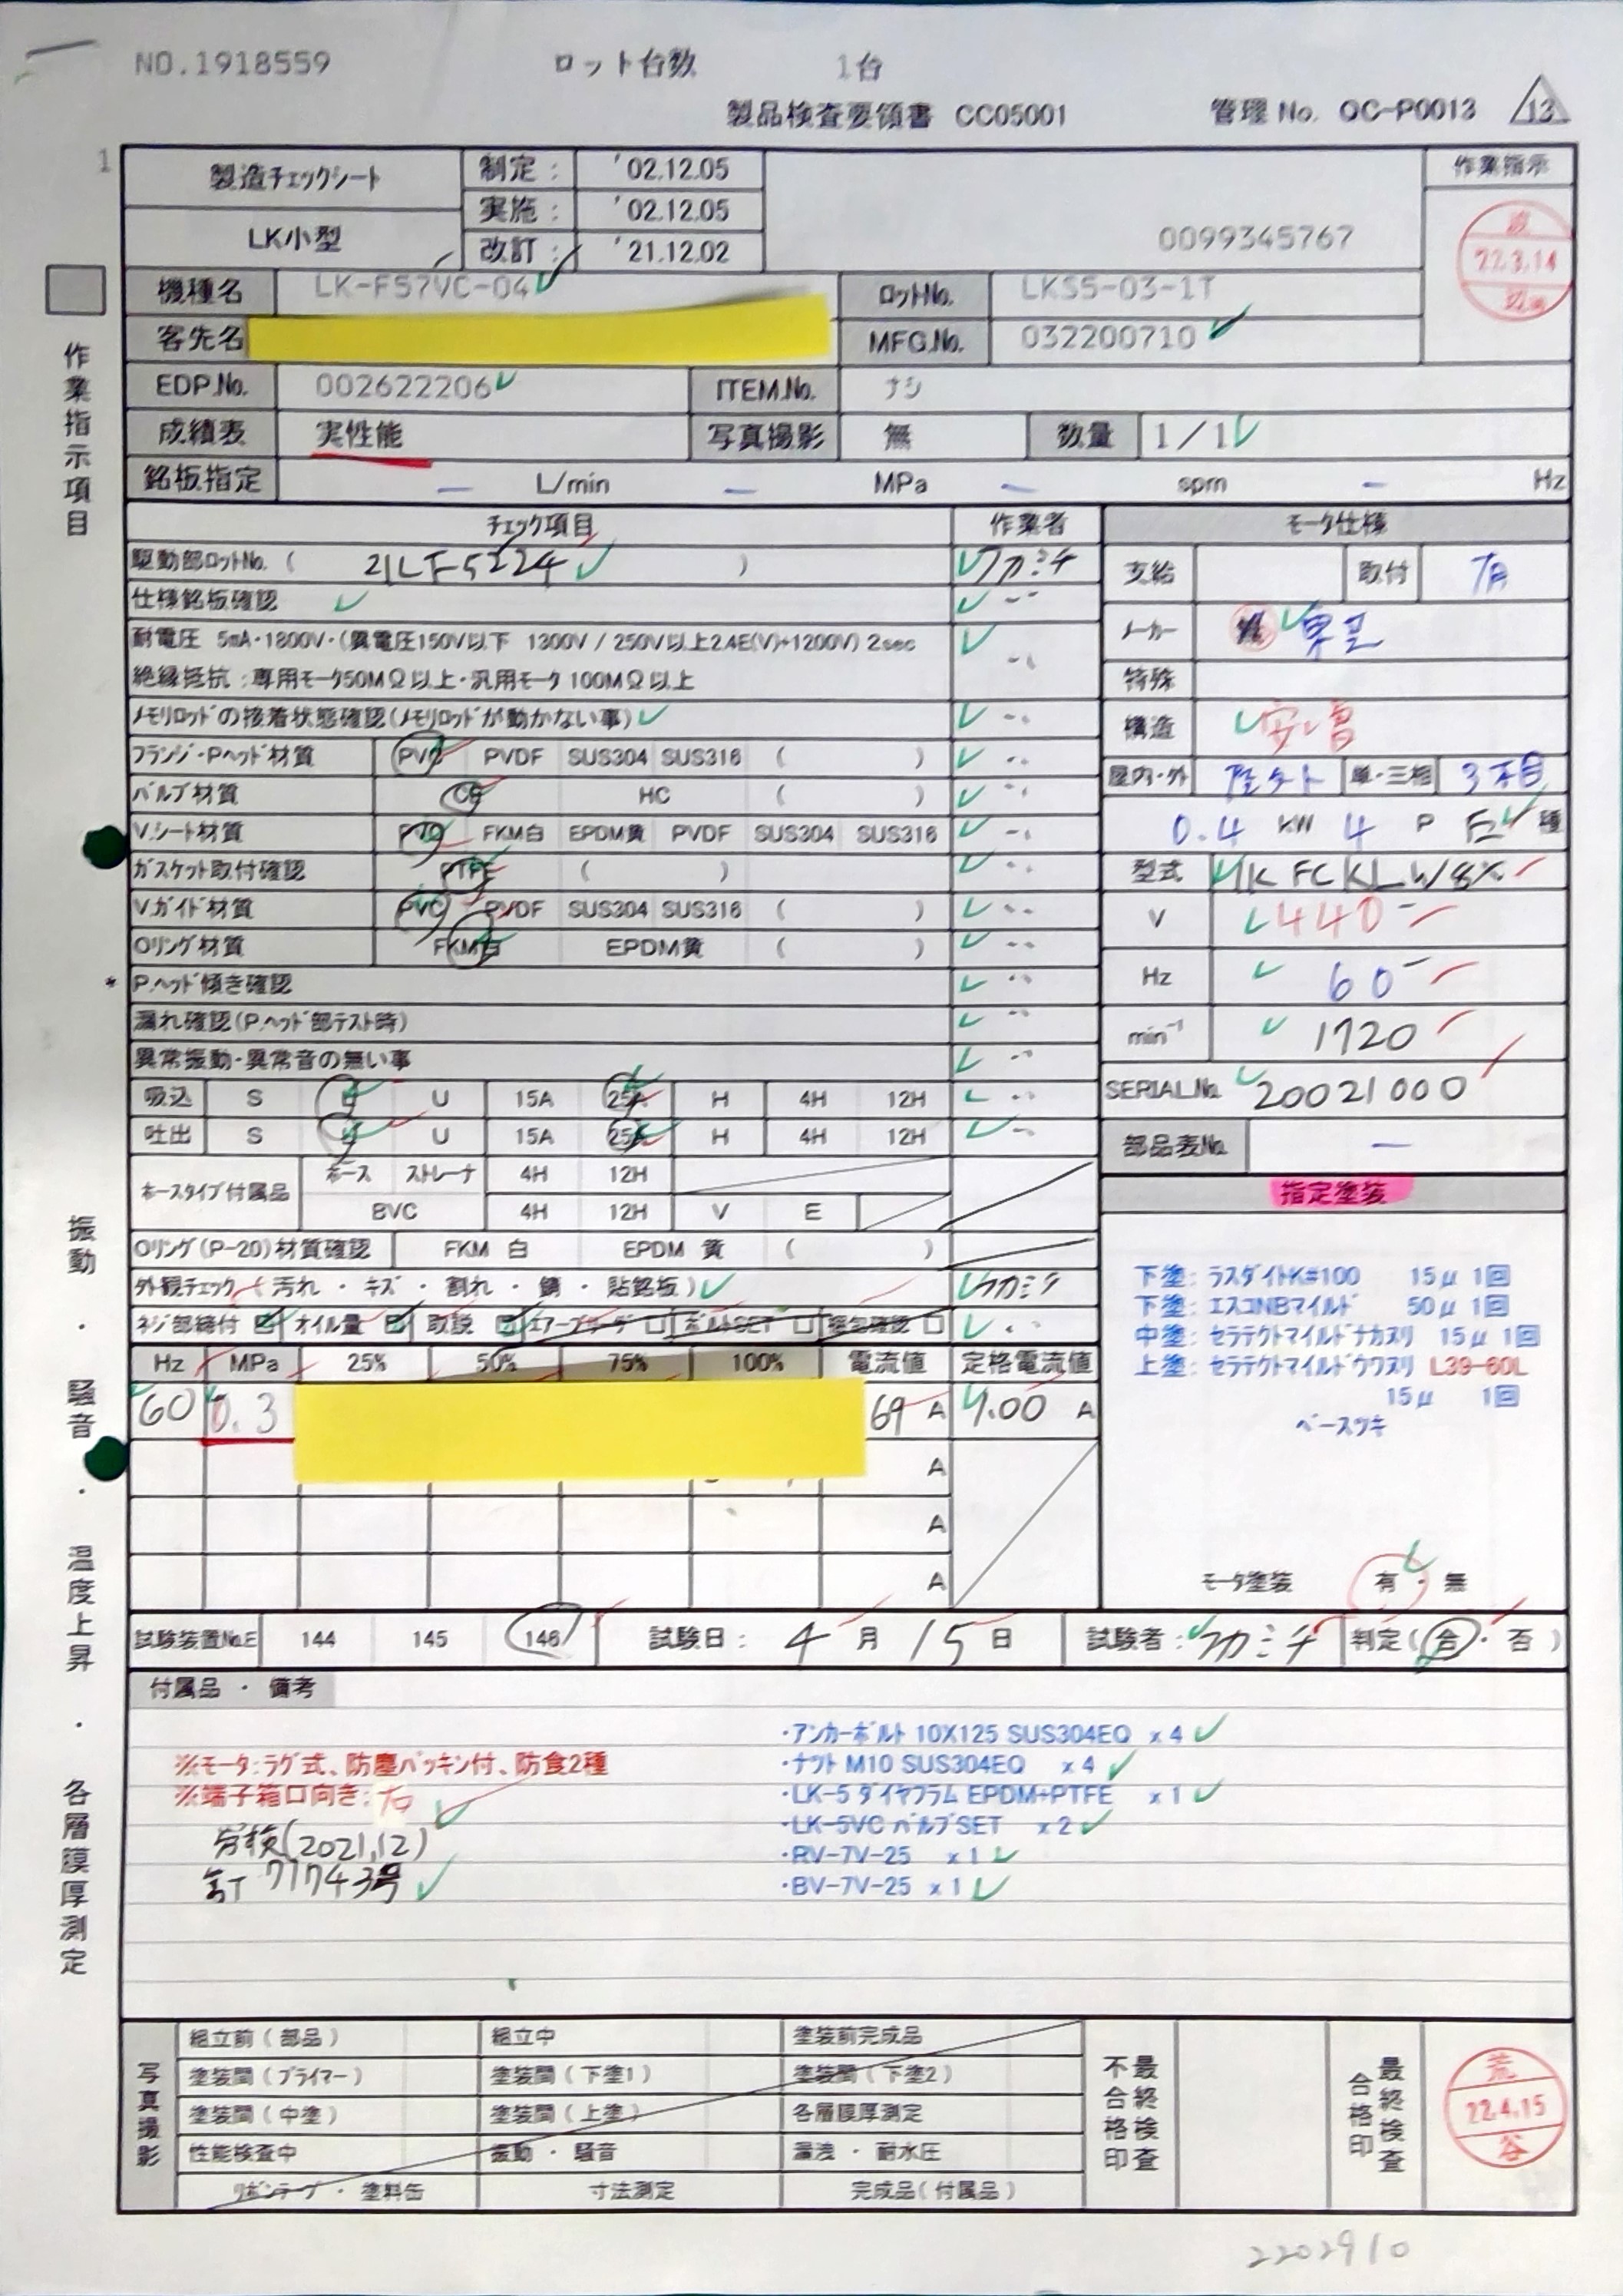 NO.1918559 ロット台数 1台
製品検査要領書 CC05001 管理 No. QC-P0013 13
1
製造チェックシート 制定: '02.12.05 作業指示
実施: '02.12.05
LK小型 改訂: '21.12.02 0099345767
22.3.14
機種名 LK-F57VC-04 ロットNo. LKS5-03-1T
客先名 MFG.No. 032200710
EDP.No. 002622206 ITEM.No. ナシ
成績表 実性能 写真撮影 無 数量 1/1
銘板指定 — L/min — MPa — spm — Hz
作業指示項目
チェック項目 作業者 モータ仕様
駆動部ロットNo. ( 21LF5224 ) フカミチ 支給 取付 有
仕様銘板確認
耐電圧 5mA・1800V・(異電圧150V以下 1300V / 250V以上2.4E(V)+1200V) 2sec メーカー
絶縁抵抗:専用モータ50MΩ以上・汎用モータ100MΩ以上 特殊
メモリロッドの接着状態確認(メモリロッドが動かない事) 構造 安増
フランジ・Pヘッド材質 PVC PVDF SUS304 SUS316 ( ) 屋内・外 屋外 単・三相 3相
バルブ材質 CE HC ( ) 0.4 KW 4 P E 種
V.シート材質 PVC FKM白 EPDM黄 PVDF SUS304 SUS316
ガスケット取付確認 PTFE ( ) 型式
V.ガイド材質 PVC PVDF SUS304 SUS316 ( ) V 440
Oリング材質 FKM白 EPDM黄 ( )
* P.ヘッド傾き確認 Hz 60
漏れ確認(P.ヘッド部テスト時) min⁻¹ 1720
異常振動・異常音の無い事
吸込 S U 15A 25A H 4H 12H SERIAL.No. 20021000
吐出 S U 15A 25A H 4H 12H 部品表No. —
ホースタイプ付属品 ホース ストレーナ 4H 12H
BVC 4H 12H V E 指定塗装
Oリング(P-20)材質確認 FKM 白 EPDM 黄 ( )
外観チェック ( 汚れ ・ キズ ・ 割れ ・ 錆 ・ 貼銘板 ) フカミチ
ネジ部締付 オイル量 取説 エアーブリーザ ボルトSET 梱包確認
下塗: ラスダイトK#100 15μ 1回
下塗: エスコNBマイルド 50μ 1回
中塗: セラテクトマイルドナカヌリ 15μ 1回
上塗: セラテクトマイルドウワヌリ L39-60L
15μ 1回
ベースツキ
Hz MPa 25% 50% 75% 100% 電流値 定格電流値
60 0.3 69 A 1.00 A
A
A
A
モータ塗装 有・無
振動・騒音・温度上昇・各層膜厚測定
試験装置No.E 144 145 146 試験日: 4 月 15 日 試験者: フカミチ 判定( 合 ・ 否 )
付属品 ・ 備考
※モータ:ラグ式、防塵パッキン付、防食2種
※端子箱口向き: 右
労検(2021,12)
第T 71743号
・アンカーボルト 10X125 SUS304EQ x 4
・ナット M10 SUS304EQ x 4
・LK-5 ダイヤフラム EPDM+PTFE x 1
・LK-5VC バルブSET x 2
・RV-7V-25 x 1
・BV-7V-25 x 1
写真撮影
組立前(部品) 組立中 塗装前完成品
塗装間(プライマー) 塗装間(下塗1) 塗装間(下塗2)
塗装間(中塗) 塗装間(上塗) 各層膜厚測定
性能検査中 振動 ・ 騒音 漏洩 ・ 耐水圧
リボンテープ ・ 塗料缶 寸法測定 完成品(付属品)
最終検査不合格印
最終検査合格印
荒 22.4.15 谷
2202910